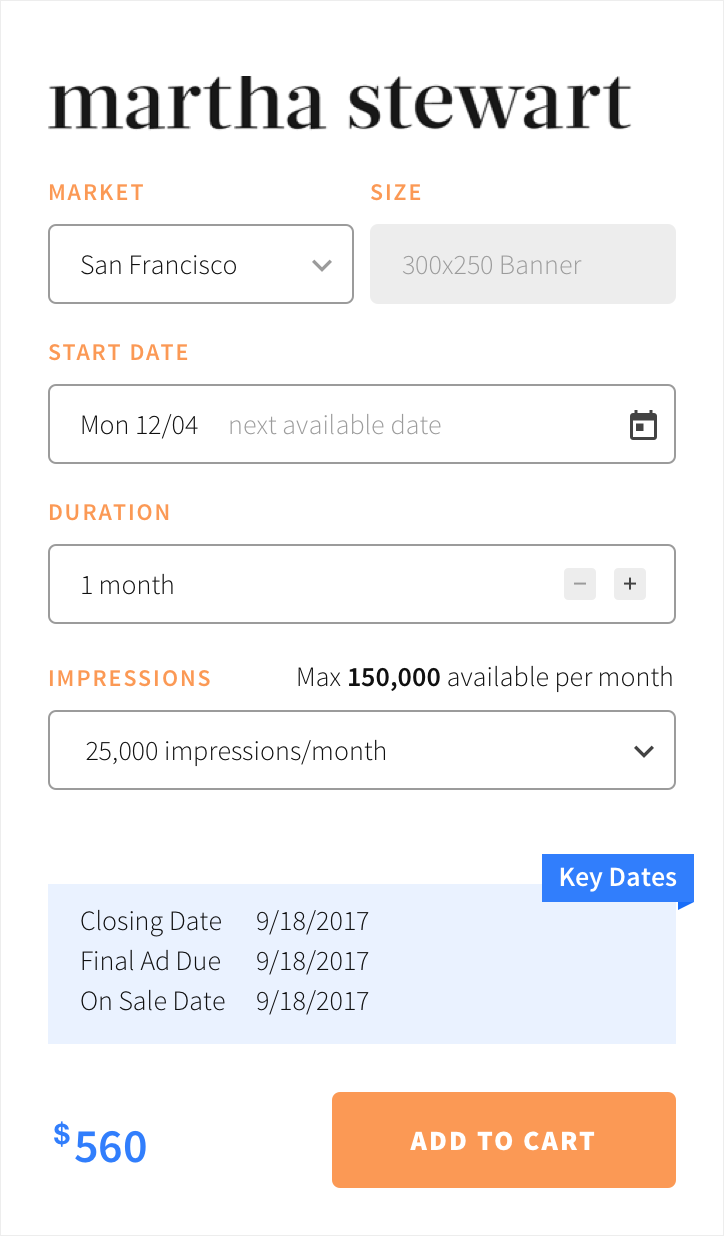 martha stewart
MARKET SIZE
San Francisco 300x250 Banner
START DATE
Mon 12/04 next available date
DURATION
1 month − +
IMPRESSIONS Max 150,000 available per month
25,000 impressions/month
Key Dates
Closing Date 9/18/2017
Final Ad Due 9/18/2017
On Sale Date 9/18/2017
$560 ADD TO CART